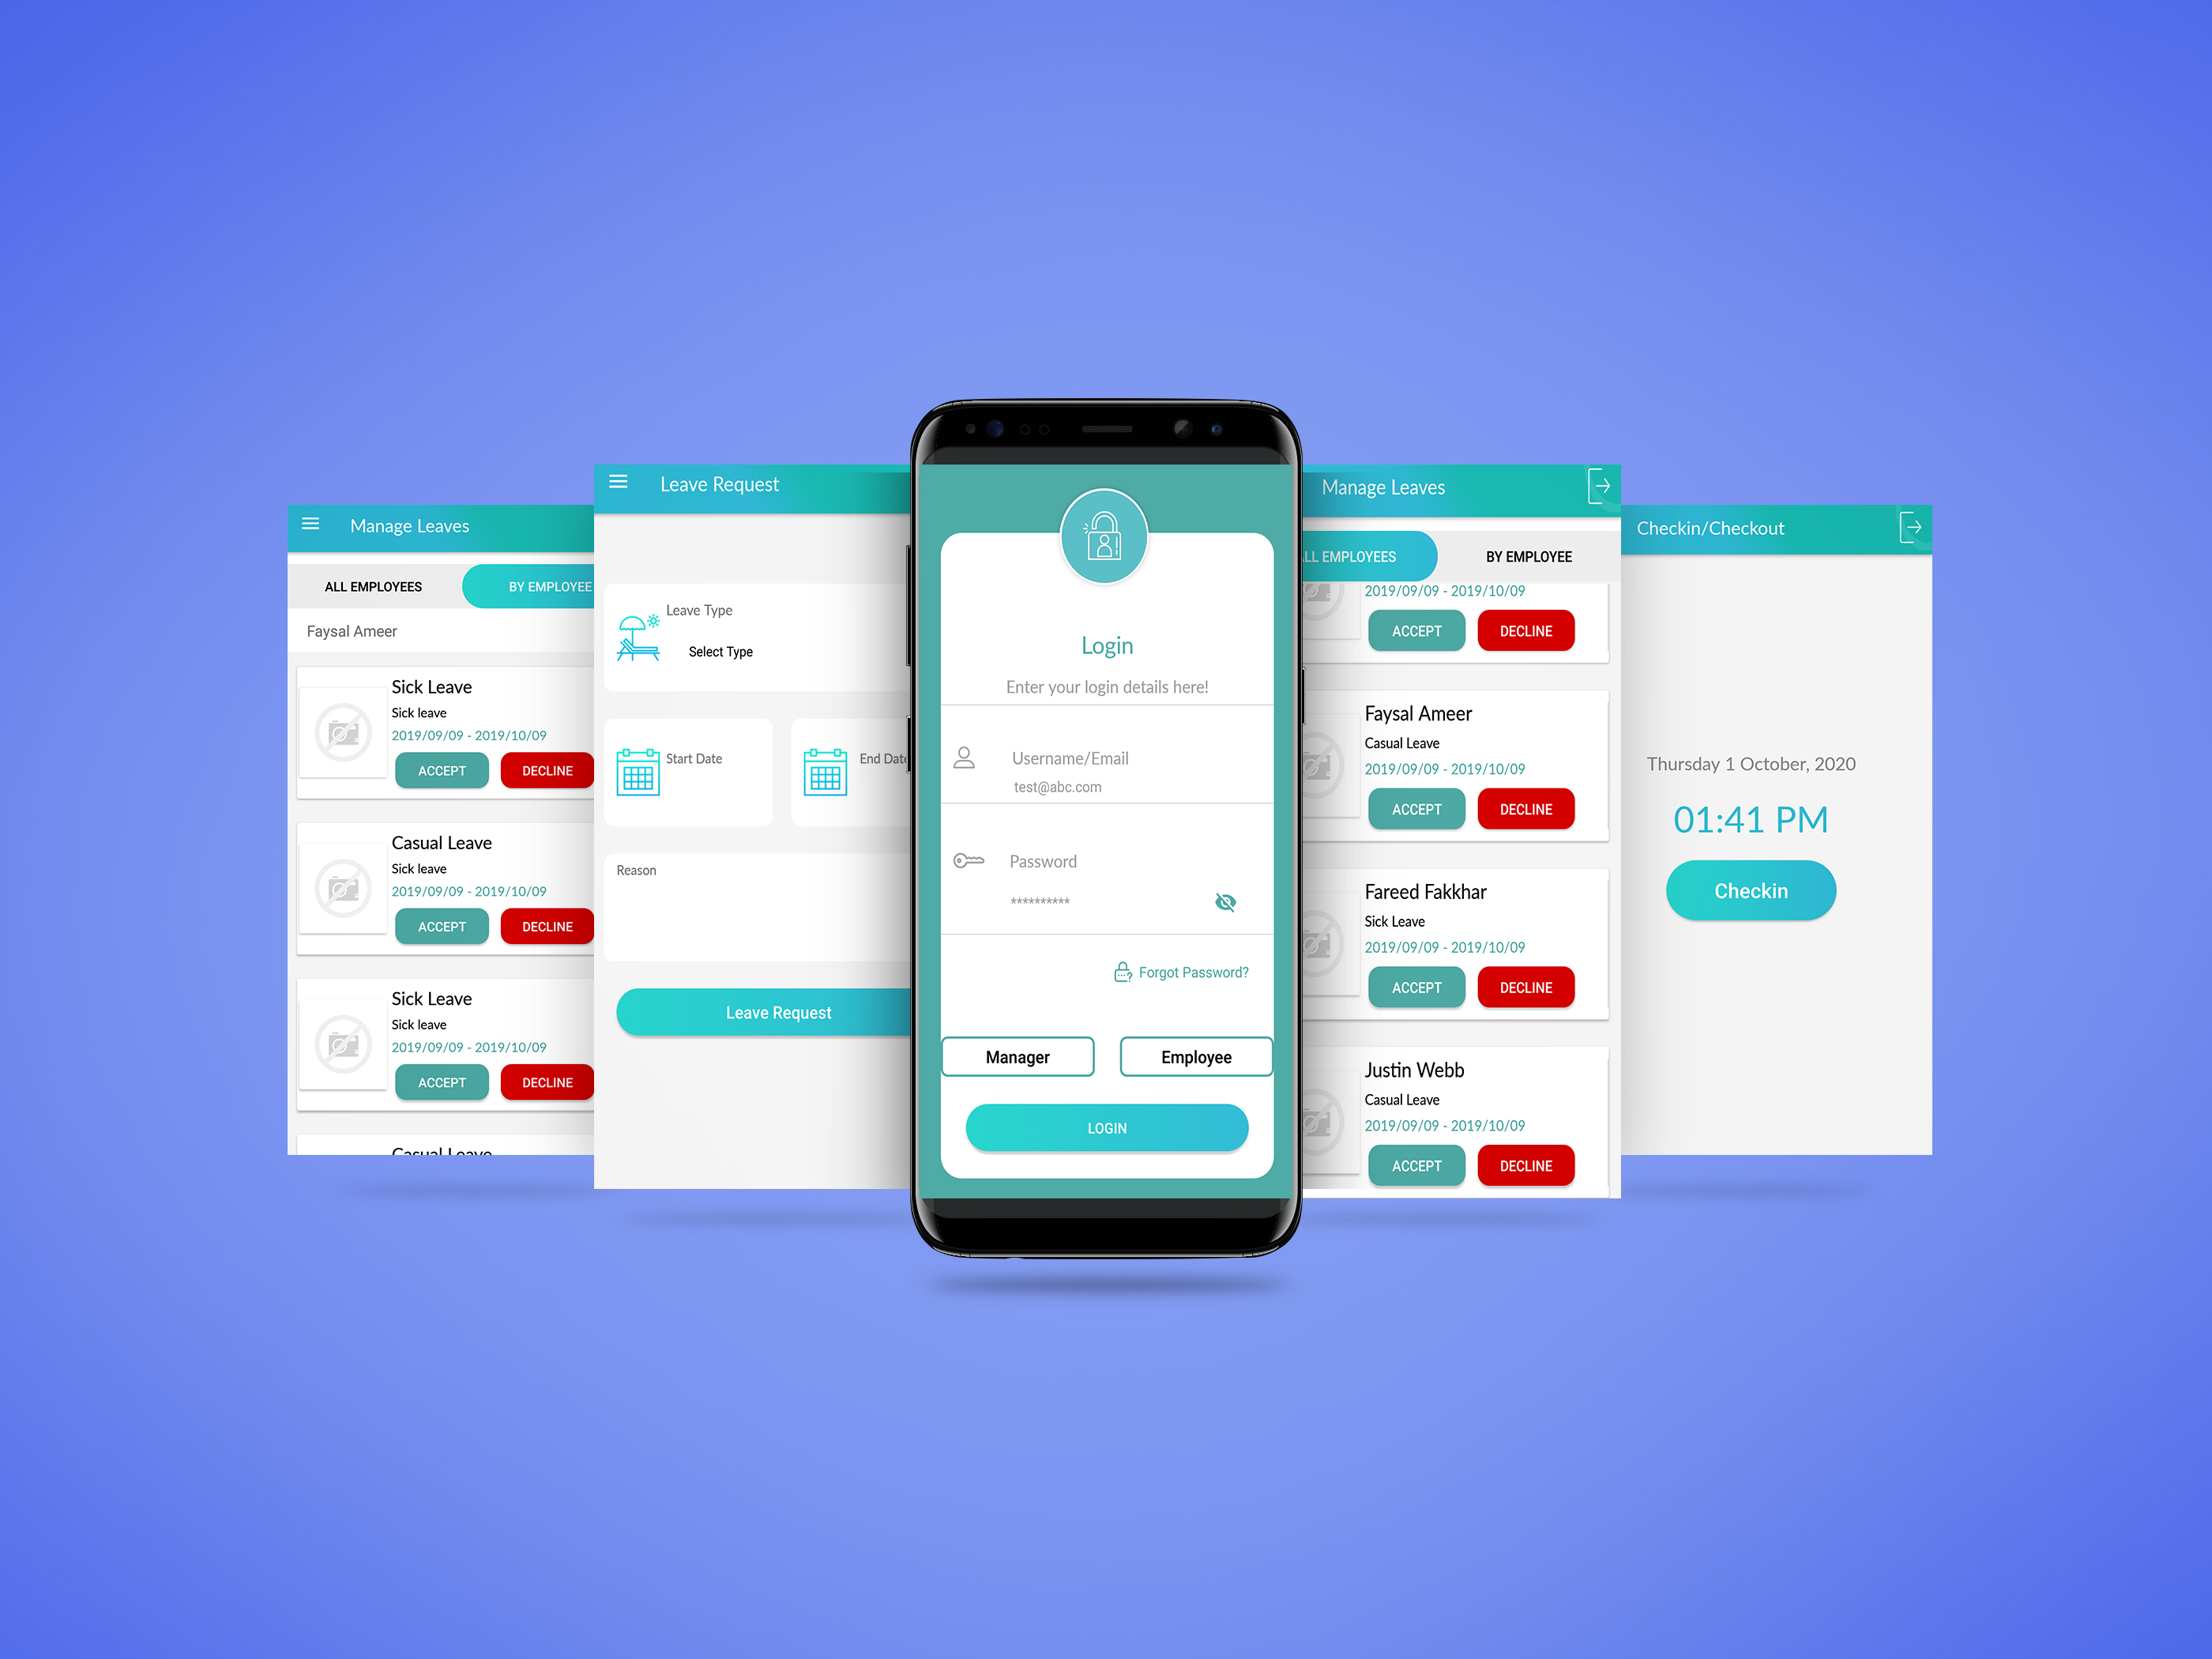 Manage Leaves
ALL EMPLOYEES
BY EMPLOYEE
Faysal Ameer
Sick Leave
Sick leave
2019/09/09 - 2019/10/09
ACCEPT
DECLINE
Casual Leave
Sick leave
2019/09/09 - 2019/10/09
ACCEPT
DECLINE
Sick Leave
Sick leave
2019/09/09 - 2019/10/09
ACCEPT
DECLINE
Casual Leave
Leave Request
Leave Type
Select Type
Start Date
End Date
Reason
Leave Request
Login
Enter your login details here!
Username/Email
test@abc.com
Password
**********
Forgot Password?
Manager
Employee
LOGIN
Manage Leaves
ALL EMPLOYEES
BY EMPLOYEE
2019/09/09 - 2019/10/09
ACCEPT
DECLINE
Faysal Ameer
Casual Leave
2019/09/09 - 2019/10/09
ACCEPT
DECLINE
Fareed Fakkhar
Sick Leave
2019/09/09 - 2019/10/09
ACCEPT
DECLINE
Justin Webb
Casual Leave
2019/09/09 - 2019/10/09
ACCEPT
DECLINE
Checkin/Checkout
Thursday 1 October, 2020
01:41 PM
Checkin